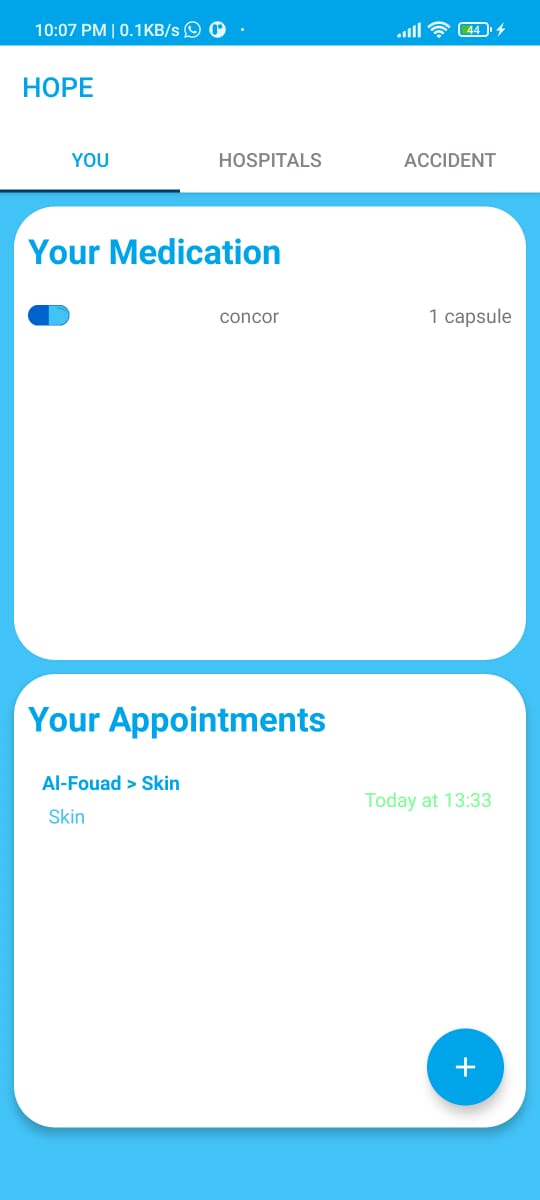 10:07 PM | 0.1KB/s
44
HOPE
YOU HOSPITALS ACCIDENT
Your Medication
concor 1 capsule
Your Appointments
Al-Fouad > Skin
Today at 13:33
Skin
+